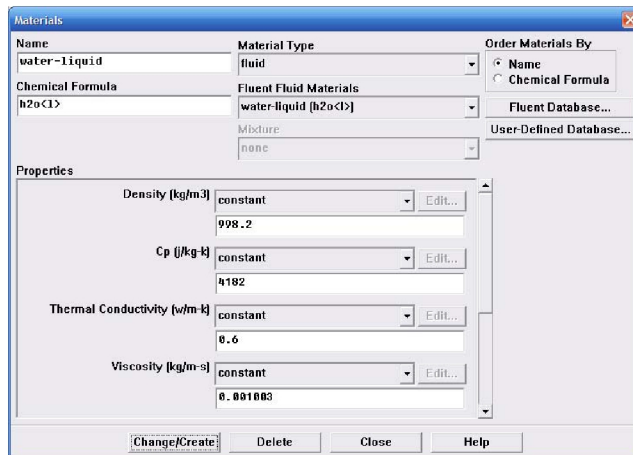 Materials
Name
water-liquid
Material Type
fluid
Order Materials By
Name
Chemical Formula
Chemical Formula
h2o<l>
Fluent Fluid Materials
water-liquid (h2o<l>)
Fluent Database...
Mixture
none
User-Defined Database...
Properties
Density (kg/m3) constant Edit...
998.2
Cp (j/kg-k) constant Edit...
4182
Thermal Conductivity (w/m-k) constant Edit...
0.6
Viscosity (kg/m-s) constant Edit...
0.001003
Change/Create Delete Close Help